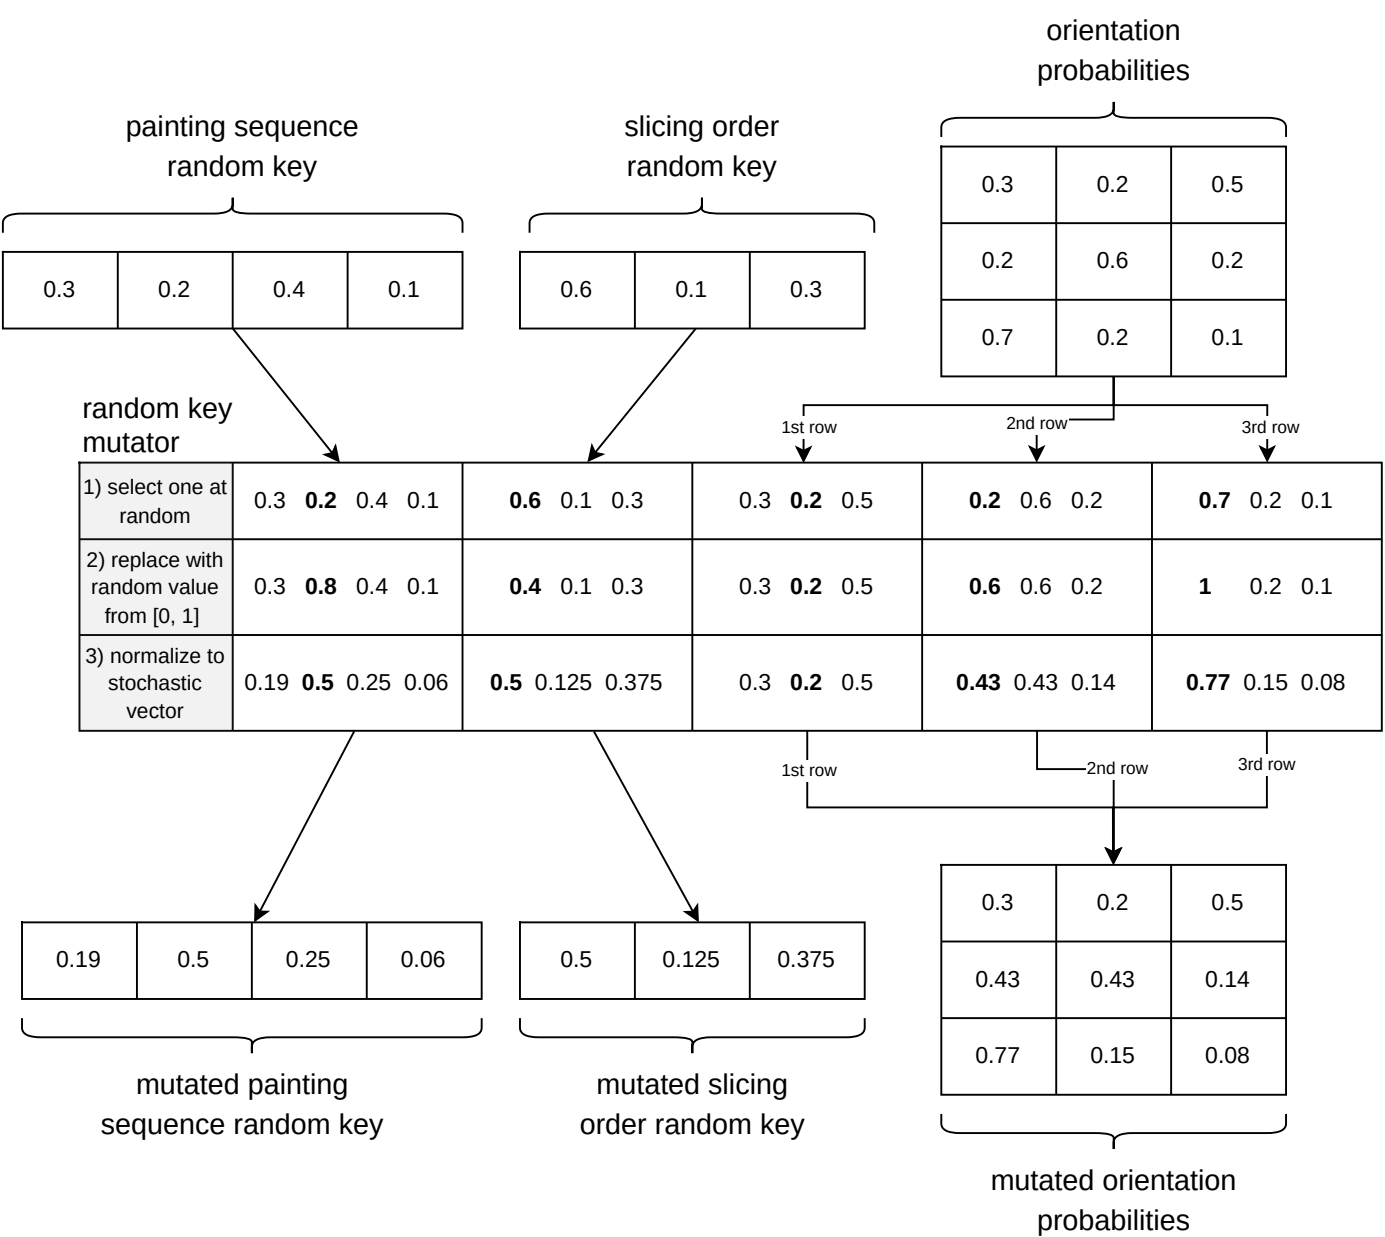 orientation
probabilities
painting sequence
random key
slicing order
random key
0.3 0.2 0.5
0.2 0.6 0.2
0.7 0.2 0.1
0.3 0.2 0.4 0.1
0.6 0.1 0.3
random key
mutator
1st row
2nd row
3rd row
1) select one at
random
0.3 0.2 0.4 0.1
0.6 0.1 0.3
0.3 0.2 0.5
0.2 0.6 0.2
0.7 0.2 0.1
2) replace with
random value
from [0, 1]
0.3 0.8 0.4 0.1
0.4 0.1 0.3
0.3 0.2 0.5
0.6 0.6 0.2
1 0.2 0.1
3) normalize to
stochastic
vector
0.19 0.5 0.25 0.06
0.5 0.125 0.375
0.3 0.2 0.5
0.43 0.43 0.14
0.77 0.15 0.08
1st row
2nd row
3rd row
0.19 0.5 0.25 0.06
0.5 0.125 0.375
0.3 0.2 0.5
0.43 0.43 0.14
0.77 0.15 0.08
mutated painting
sequence random key
mutated slicing
order random key
mutated orientation
probabilities